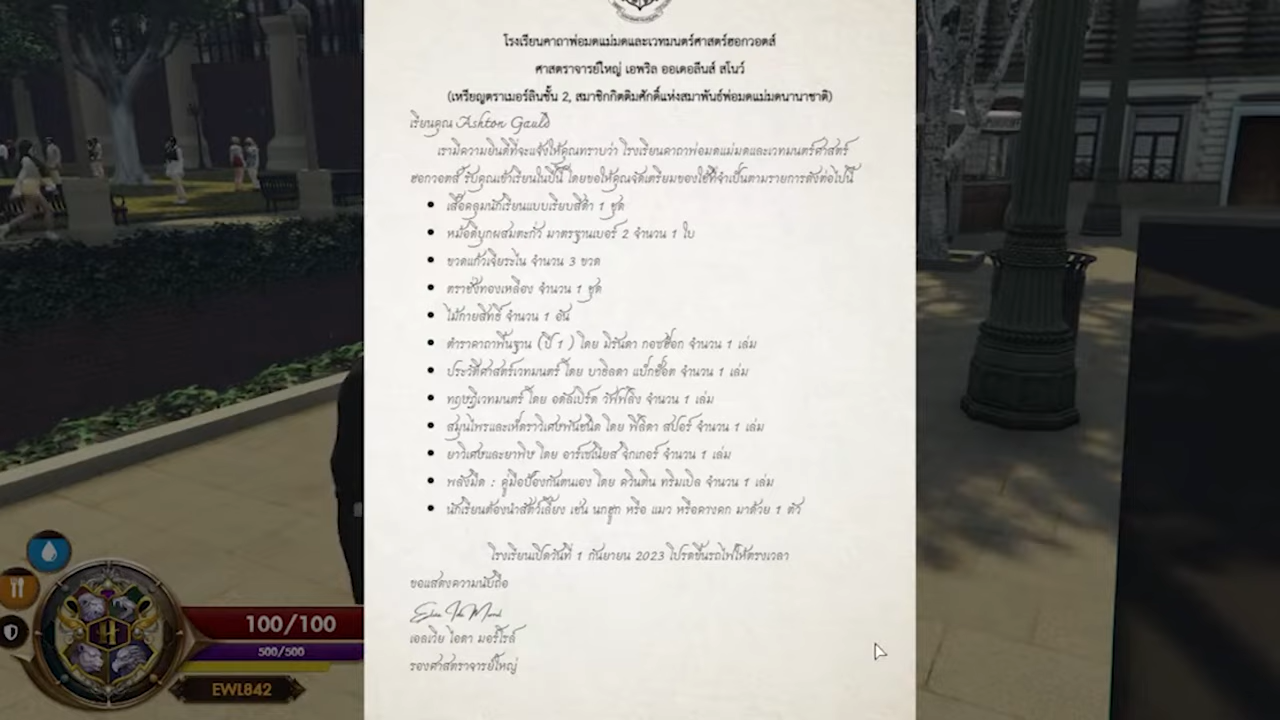 โรงเรียนคาถาพ่อมดแม่มดและเวทมนตร์ศาสตร์ฮอกวอตส์
ศาสตราจารย์ใหญ่ เอพริล ออเดอลีนส์ สโนว์
(เหรียญตราเมอร์ลินชั้น 2, สมาชิกกิตติมศักดิ์แห่งสมาพันธ์พ่อมดแม่มดนานาชาติ)
เรียนคุณ Ashton Gauld
เรามีความยินดีที่จะแจ้งให้คุณทราบว่า โรงเรียนคาถาพ่อมดแม่มดและเวทมนตร์ศาสตร์
ฮอกวอตส์ รับคุณเข้าเรียนในปีนี้ โดยขอให้คุณจัดเตรียมของใช้ที่จำเป็นตามรายการดังต่อไปนี้
• เสื้อคลุมนักเรียนแบบเรียบสีดำ 1 ชุด
• หม้อดีบุกผสมตะกั่ว มาตรฐานเบอร์ 2 จำนวน 1 ใบ
• ขวดแก้วเจียระไน จำนวน 3 ขวด
• ตราชั่งทองเหลือง จำนวน 1 ชุด
• ไม้กายสิทธิ์ จำนวน 1 อัน
• ตำราคาถาพื้นฐาน (ปี 1 ) โดย มิรันดา กอชฮ็อก จำนวน 1 เล่ม
• ประวัติศาสตร์เวทมนตร์ โดย บาธิลดา แบ็กช็อต จำนวน 1 เล่ม
• ทฤษฎีเวทมนตร์ โดย อดัลเบิร์ต วัฟฟลิง จำนวน 1 เล่ม
• สมุนไพรและเห็ดราวิเศษพันชนิด โดย ฟิลิดา สปอร์ จำนวน 1 เล่ม
• ยาวิเศษและยาพิษ โดย อาร์เซเนียส จิกเกอร์ จำนวน 1 เล่ม
• พลังมืด : คู่มือป้องกันตนเอง โดย ควินติน ทริมเบิล จำนวน 1 เล่ม
• นักเรียนต้องนำสัตว์เลี้ยง เช่น นกฮูก หรือ แมว หรือคางคก มาด้วย 1 ตัว
โรงเรียนเปิดวันที่ 1 กันยายน 2023 โปรดขึ้นรถไฟให้ตรงเวลา
ขอแสดงความนับถือ
เอลเวีย ไอดา มอร์ไรล์
รองศาสตราจารย์ใหญ่
100/100
500/500
EWL842